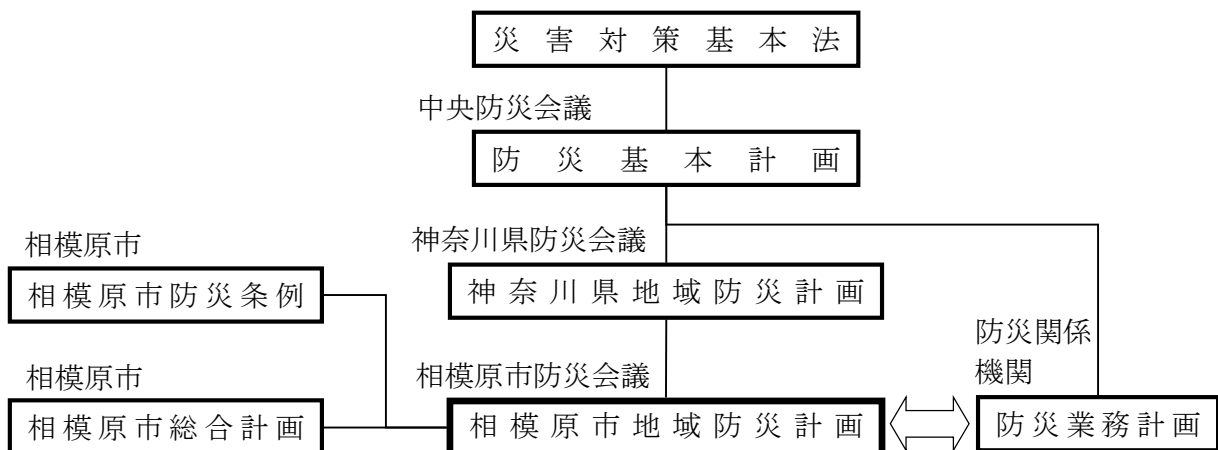 災害対策基本法
中央防災会議
防災基本計画
相模原市
神奈川県防災会議
相模原市防災条例
神奈川県地域防災計画
防災関係
機関
相模原市
相模原市防災会議
相模原市総合計画
相模原市地域防災計画
防災業務計画